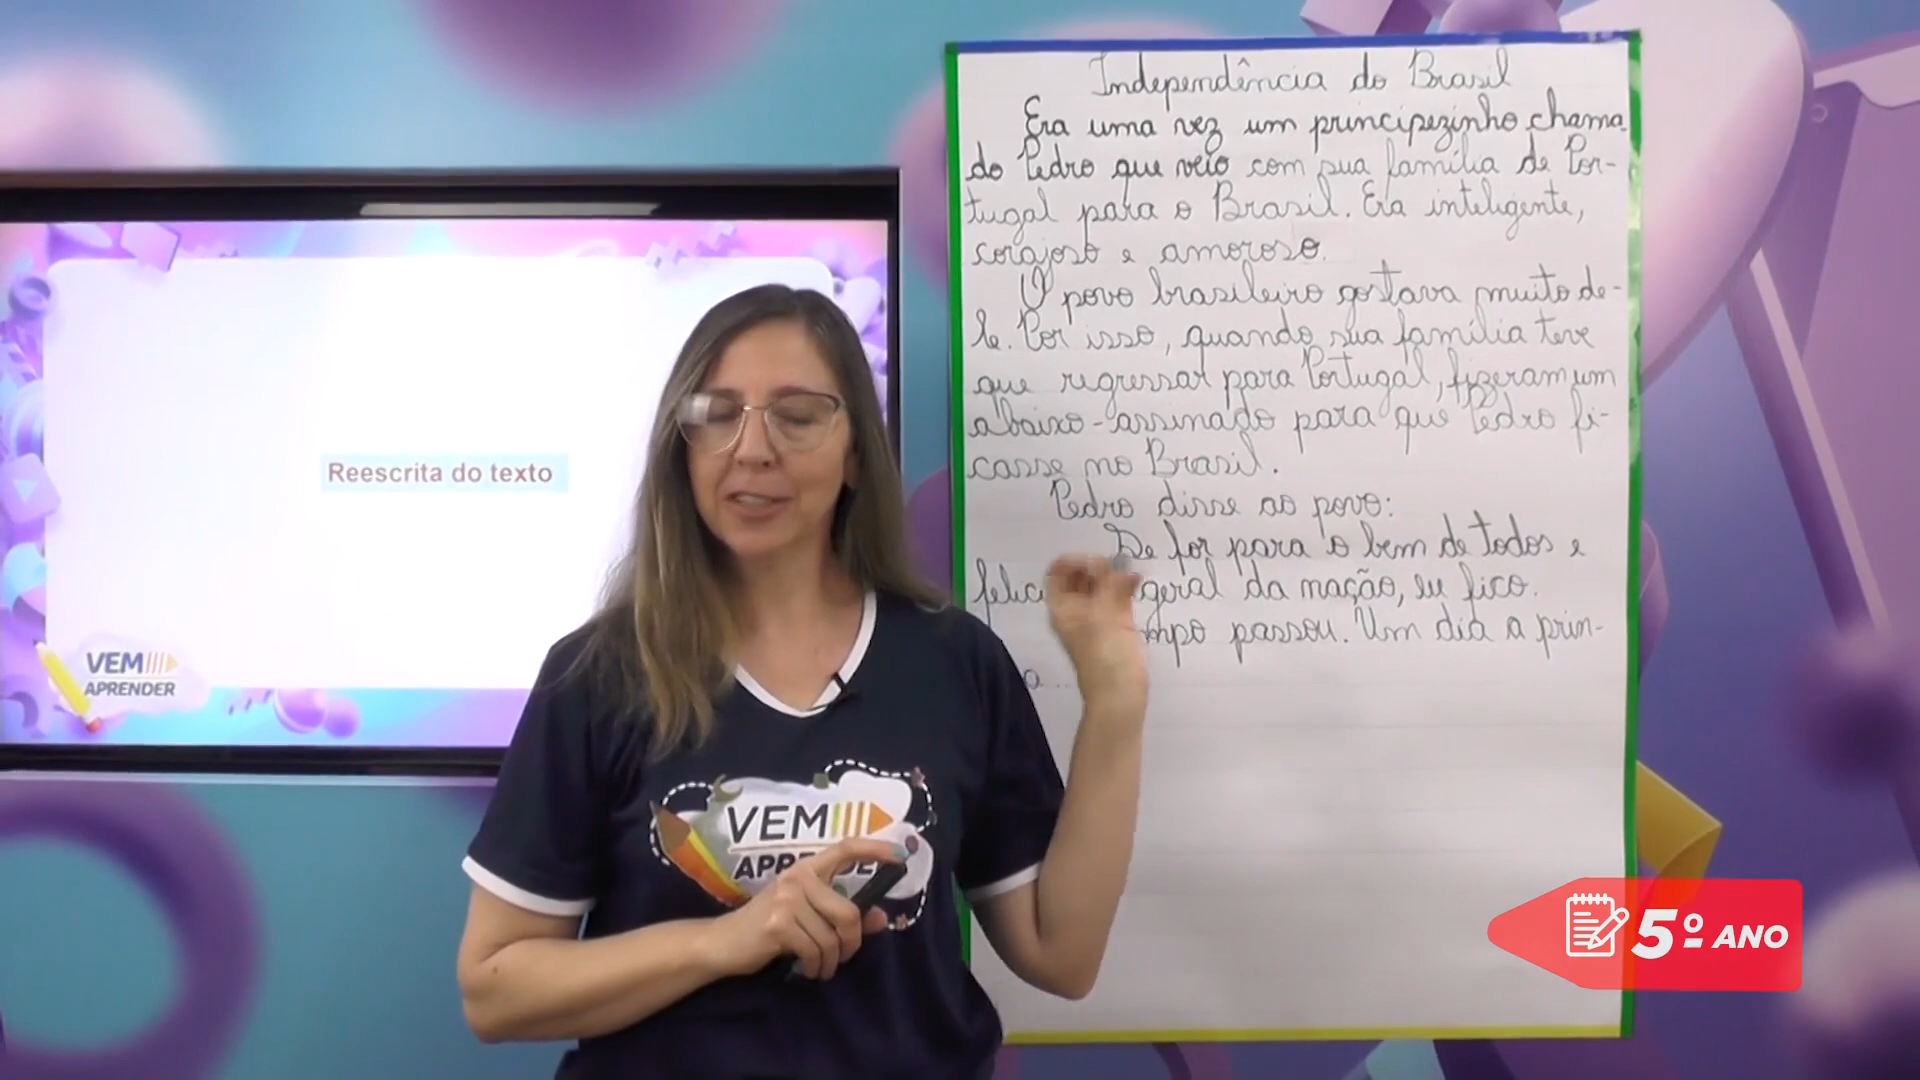 Independência do Brasil
Era uma vez um principezinho chama-
do Pedro que veio com sua família de Por-
tugal para o Brasil. Era inteligente,
corajoso e amoroso.
O povo brasileiro gostava muito de-
le. Por isso, quando sua família teve
que regressar para Portugal, fizeram um
abaixo-assinado para que Pedro fi-
casse no Brasil.
Pedro disse ao povo:
Se for para o bem de todos e
geral da nação, eu fico.
passou. Um dia a prin-
Reescrita do texto
VEM
APRENDER
VEM
5º ANO